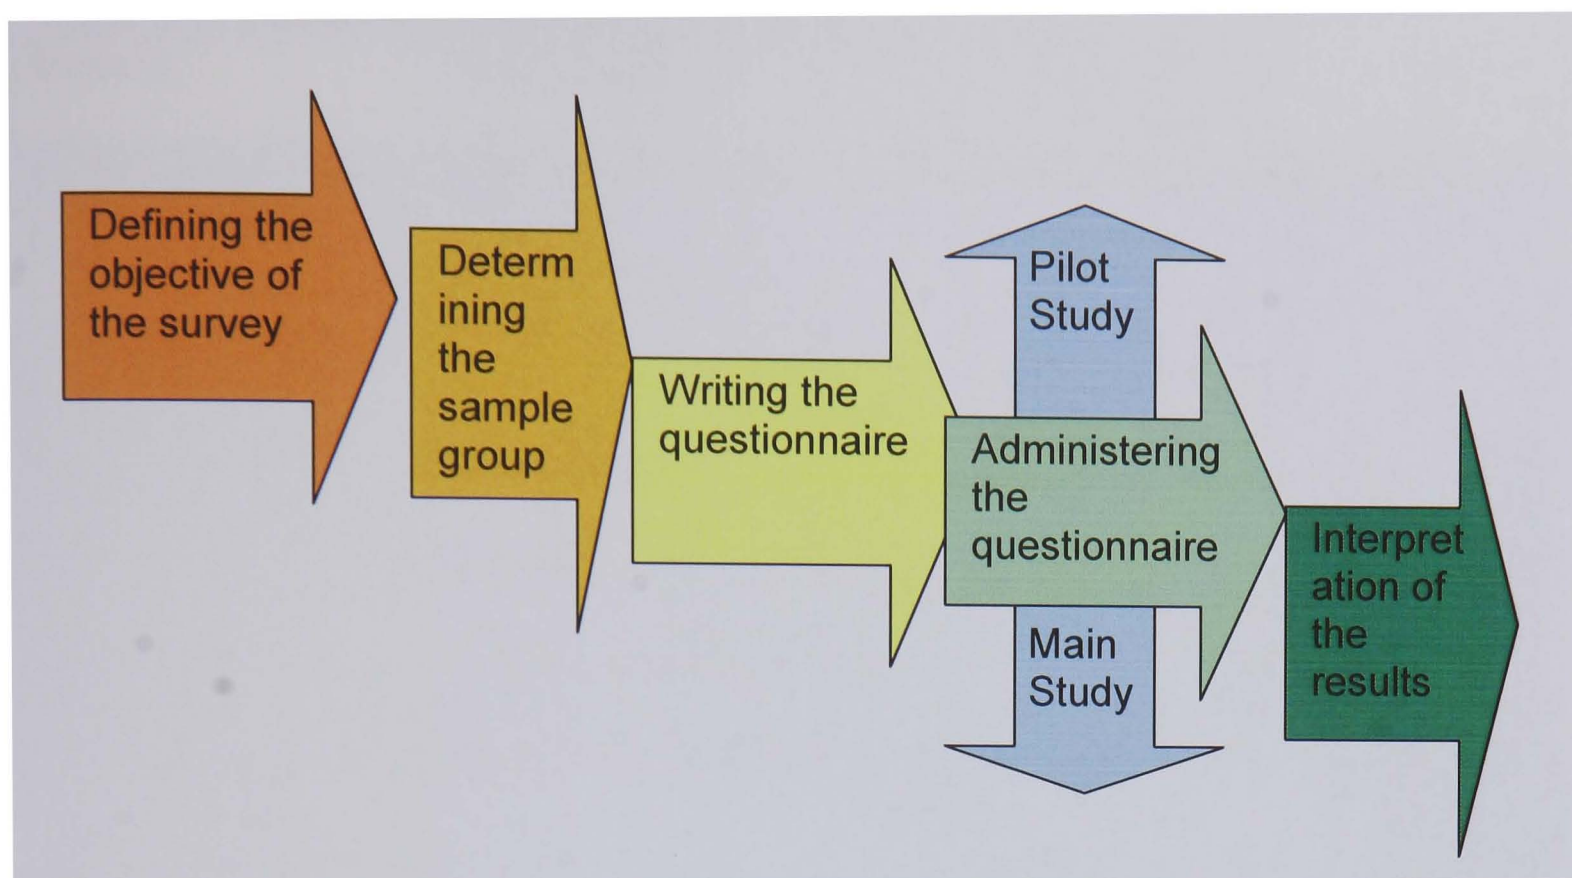 Defining the
objective of
the survey
Determ
ining
the
sample
group
Writing the
questionnaire
Pilot
Study
Administering
the
questionnaire
Main
Study
Interpret
ation of
the
results